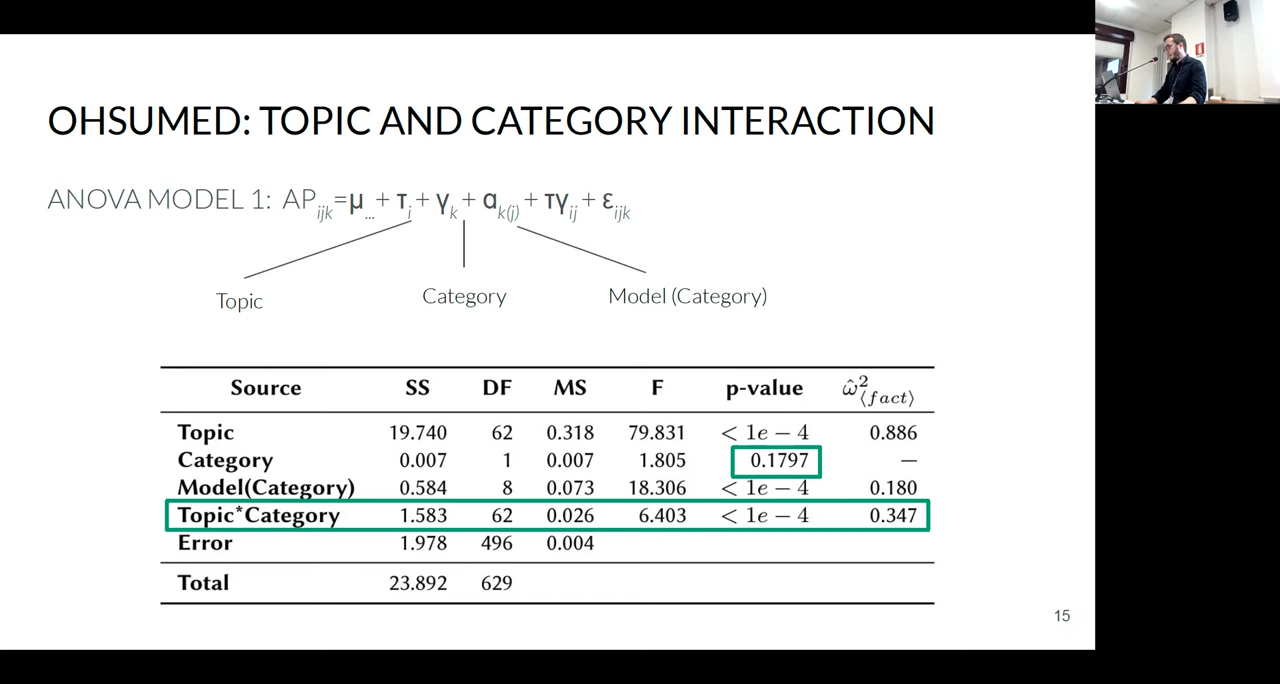 OHSUMED: TOPIC AND CATEGORY INTERACTION
ANOVA MODEL 1: AP_ijk=μ_... + τ_i + γ_k + α_k(j) + τγ_ij + ε_ijk
Topic Category Model (Category)
Source SS DF MS F p-value ω̂²_⟨fact⟩
Topic 19.740 62 0.318 79.831 < 1e − 4 0.886
Category 0.007 1 0.007 1.805 0.1797 —
Model(Category) 0.584 8 0.073 18.306 < 1e − 4 0.180
Topic*Category 1.583 62 0.026 6.403 < 1e − 4 0.347
Error 1.978 496 0.004
Total 23.892 629
15